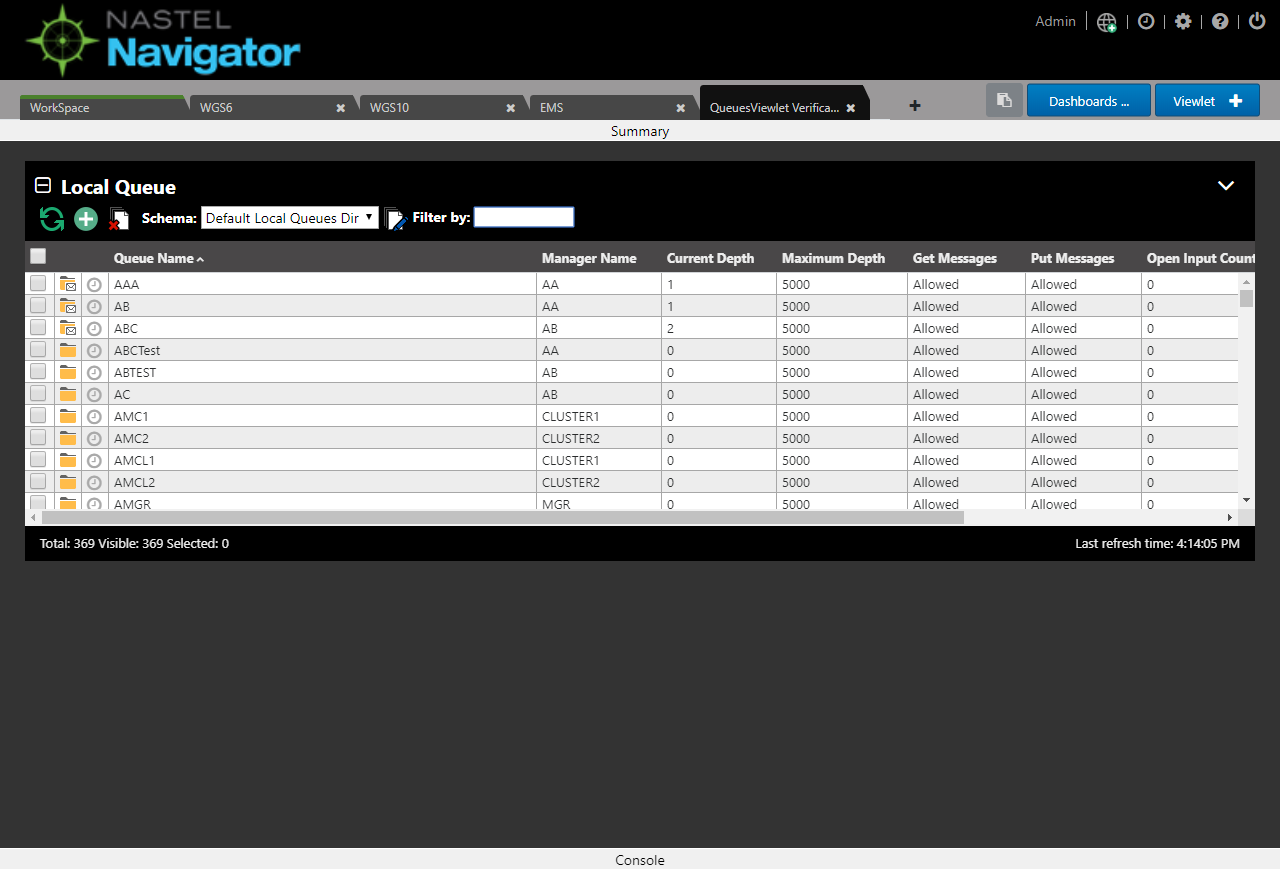 NASTEL
Navigator
Admin
WorkSpace WGS6 WGS10 EMS QueuesViewlet Verifica... Dashboards ... Viewlet
Summary
Local Queue
Schema: Default Local Queues Dir Filter by:
Queue Name Manager Name Current Depth Maximum Depth Get Messages Put Messages Open Input Count
AAA AA 1 5000 Allowed Allowed 0
AB AA 1 5000 Allowed Allowed 0
ABC AB 2 5000 Allowed Allowed 0
ABCTest AA 0 5000 Allowed Allowed 0
ABTEST AB 0 5000 Allowed Allowed 0
AC AB 0 5000 Allowed Allowed 0
AMC1 CLUSTER1 0 5000 Allowed Allowed 0
AMC2 CLUSTER2 0 5000 Allowed Allowed 0
AMCL1 CLUSTER1 0 5000 Allowed Allowed 0
AMCL2 CLUSTER2 0 5000 Allowed Allowed 0
AMGR MGR 0 5000 Allowed Allowed 0
Total: 369 Visible: 369 Selected: 0 Last refresh time: 4:14:05 PM
Console